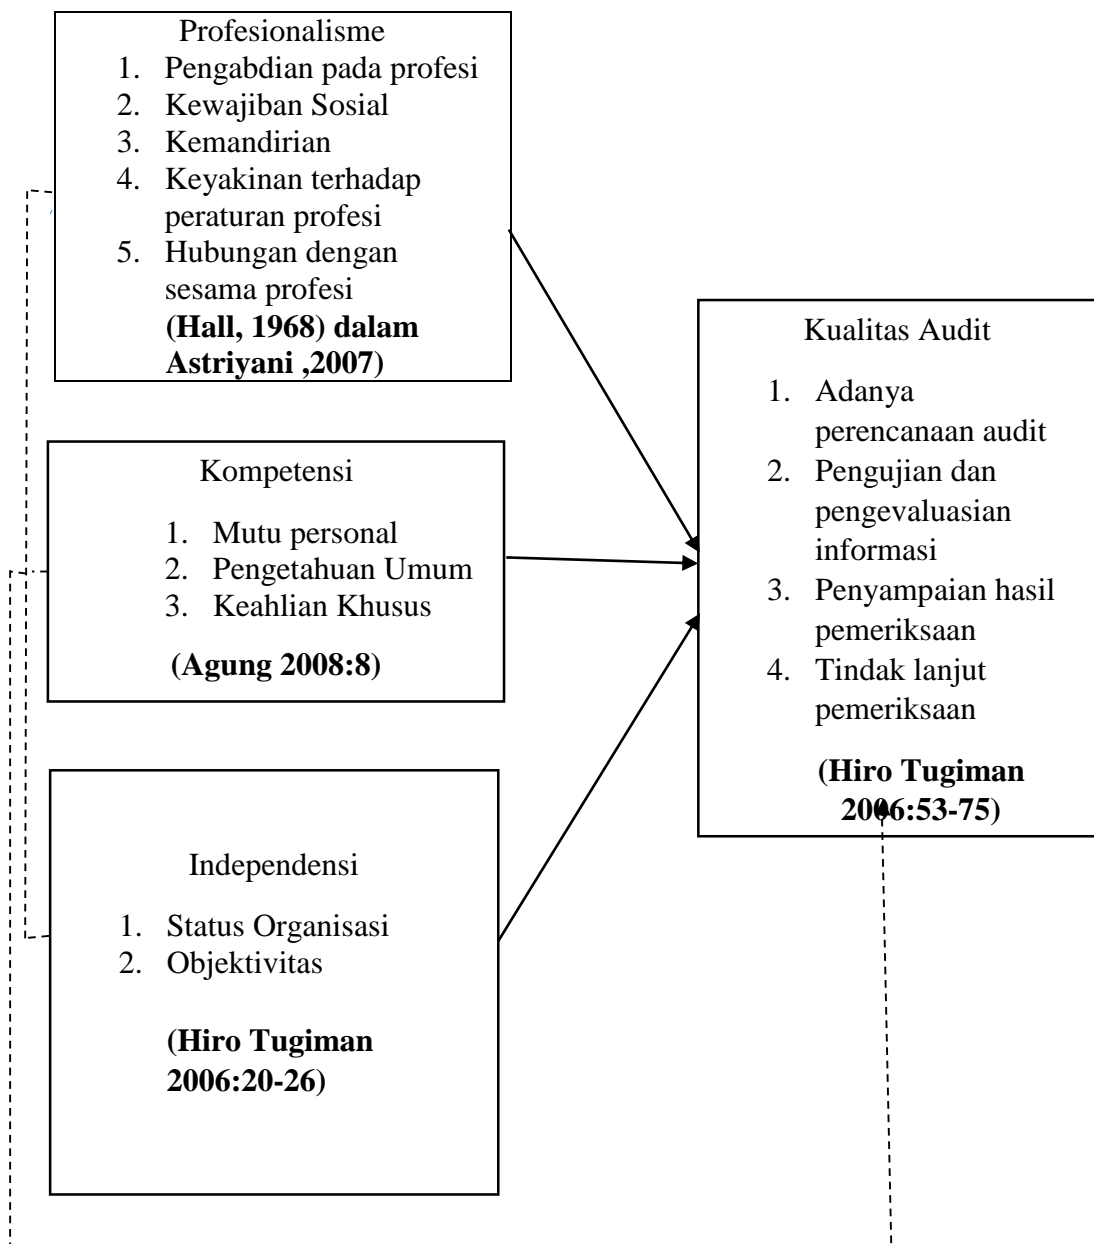 Profesionalisme
1. Pengabdian pada profesi
2. Kewajiban Sosial
3. Kemandirian
4. Keyakinan terhadap
peraturan profesi
5. Hubungan dengan
sesama profesi
(Hall, 1968) dalam
Astriyani ,2007)
Kompetensi
1. Mutu personal
2. Pengetahuan Umum
3. Keahlian Khusus
(Agung 2008:8)
Independensi
1. Status Organisasi
2. Objektivitas
(Hiro Tugiman
2006:20-26)
Kualitas Audit
1. Adanya
perencanaan audit
2. Pengujian dan
pengevaluasian
informasi
3. Penyampaian hasil
pemeriksaan
4. Tindak lanjut
pemeriksaan
(Hiro Tugiman
2006:53-75)